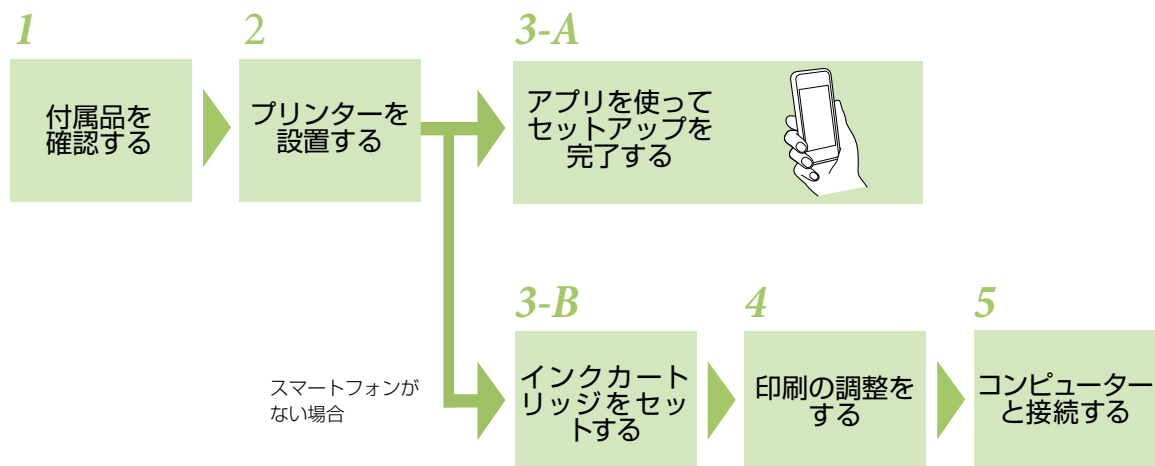 1
付属品を
確認する
2
プリンターを
設置する
3-A
アプリを使って
セットアップを
完了する
スマートフォンが
ない場合
3-B
インクカート
リッジをセッ
トする
4
印刷の調整を
する
5
コンピューター
と接続する